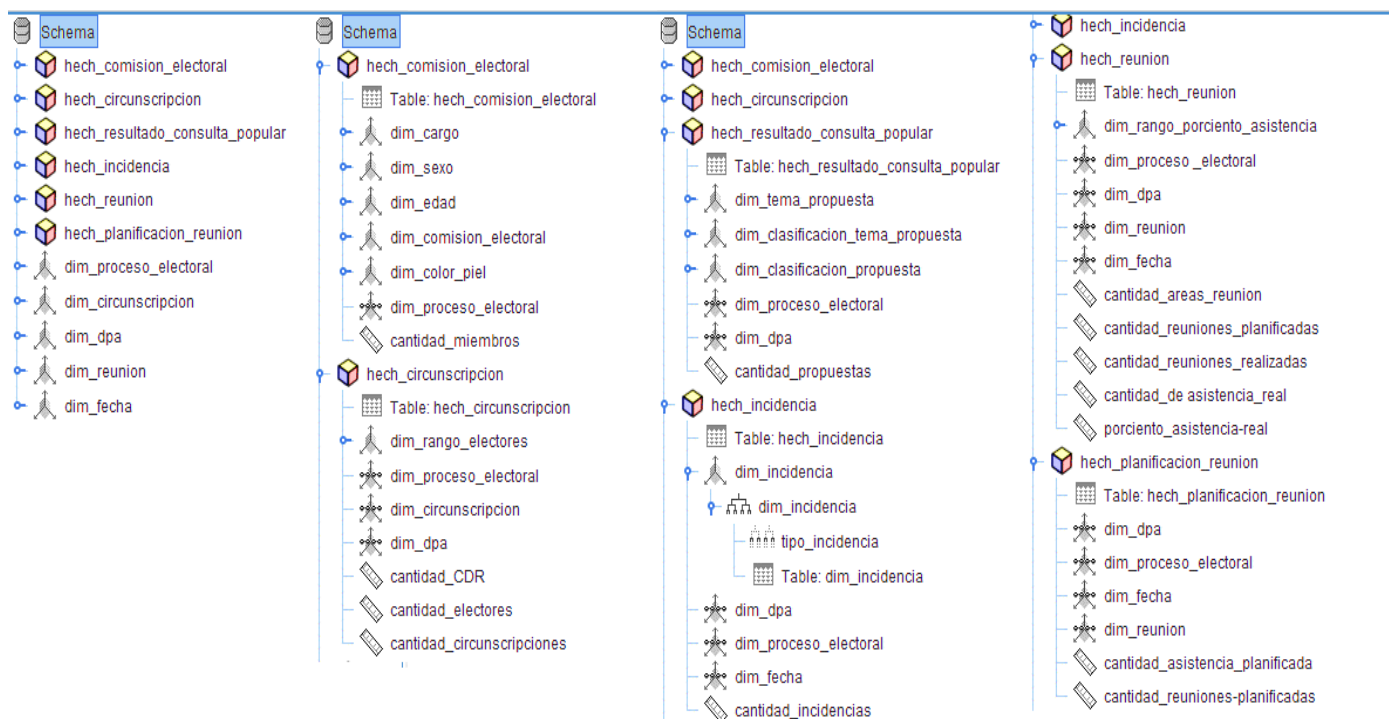 Schema
hech_comision_electoral
hech_circunscripcion
hech_resultado_consulta_popular
hech_incidencia
hech_reunion
hech_planificacion_reunion
dim_proceso_electoral
dim_circunscripcion
dim_dpa
dim_reunion
dim_fecha
Schema
hech_comision_electoral
Table: hech_comision_electoral
dim_cargo
dim_sexo
dim_edad
dim_comision_electoral
dim_color_piel
dim_proceso_electoral
cantidad_miembros
hech_circunscripcion
Table: hech_circunscripcion
dim_rango_electores
dim_proceso_electoral
dim_circunscripcion
dim_dpa
cantidad_CDR
cantidad_electores
cantidad_circunscripciones
Schema
hech_comision_electoral
hech_circunscripcion
hech_resultado_consulta_popular
Table: hech_resultado_consulta_popular
dim_tema_propuesta
dim_clasificacion_tema_propuesta
dim_clasificacion_propuesta
dim_proceso_electoral
dim_dpa
cantidad_propuestas
hech_incidencia
Table: hech_incidencia
dim_incidencia
dim_incidencia
tipo_incidencia
Table: dim_incidencia
dim_dpa
dim_proceso_electoral
dim_fecha
cantidad_incidencias
hech_incidencia
hech_reunion
Table: hech_reunion
dim_rango_porciento_asistencia
dim_proceso _electoral
dim_dpa
dim_reunion
dim_fecha
cantidad_areas_reunion
cantidad_reuniones_planificadas
cantidad_reuniones_realizadas
cantidad_de asistencia_real
porciento_asistencia-real
hech_planificacion_reunion
Table: hech_planificacion_reunion
dim_dpa
dim_proceso_electoral
dim_fecha
dim_reunion
cantidad_asistencia_planificada
cantidad_reuniones-planificadas